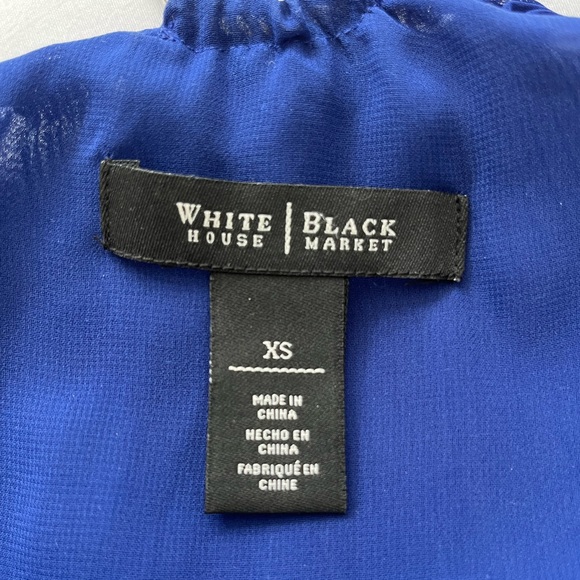 WHITE | BLACK
HOUSE | MARKET
XS
MADE IN
CHINA
HECHO EN
CHINA
FABRIQUÉ EN
CHINE